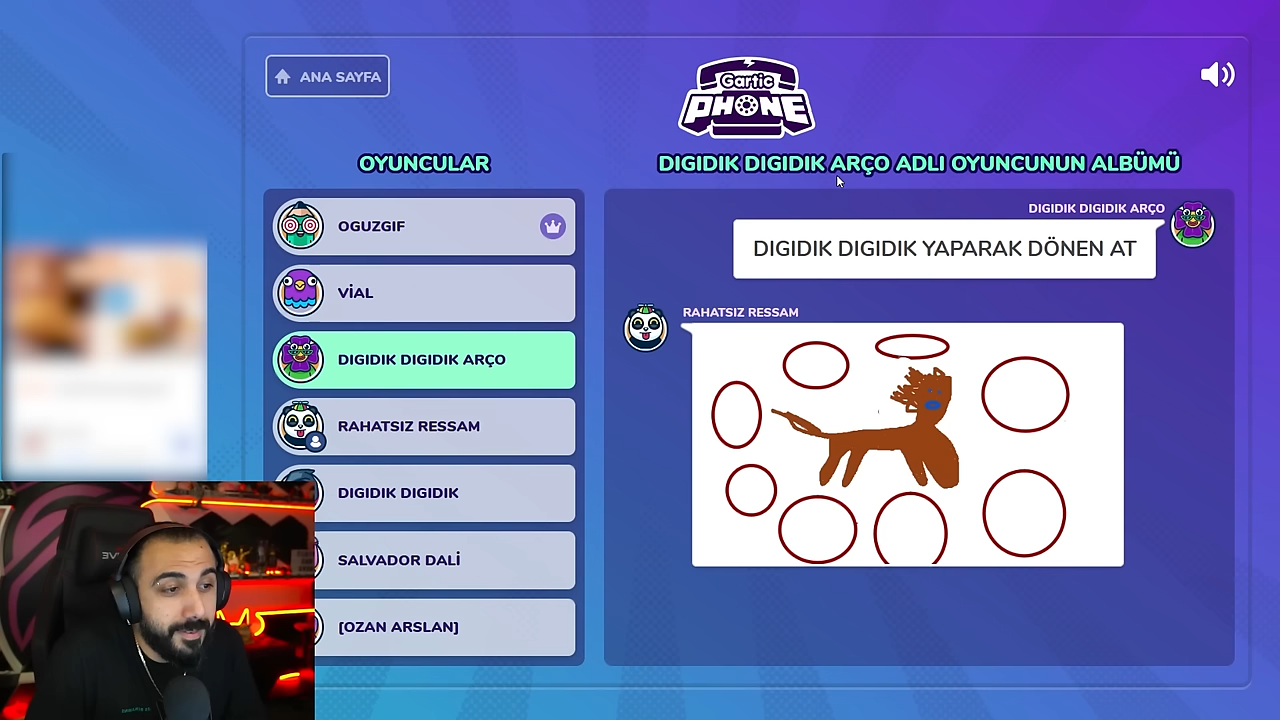 ANA SAYFA
Gartic
PHONE
OYUNCULAR
OGUZGIF
VİAL
DIGIDIK DIGIDIK ARÇO
RAHATSIZ RESSAM
DIGIDIK DIGIDIK
SALVADOR DALİ
[OZAN ARSLAN]
DIGIDIK DIGIDIK ARÇO ADLI OYUNCUNUN ALBÜMÜ
DIGIDIK DIGIDIK ARÇO
DIGIDIK DIGIDIK YAPARAK DÖNEN AT
RAHATSIZ RESSAM